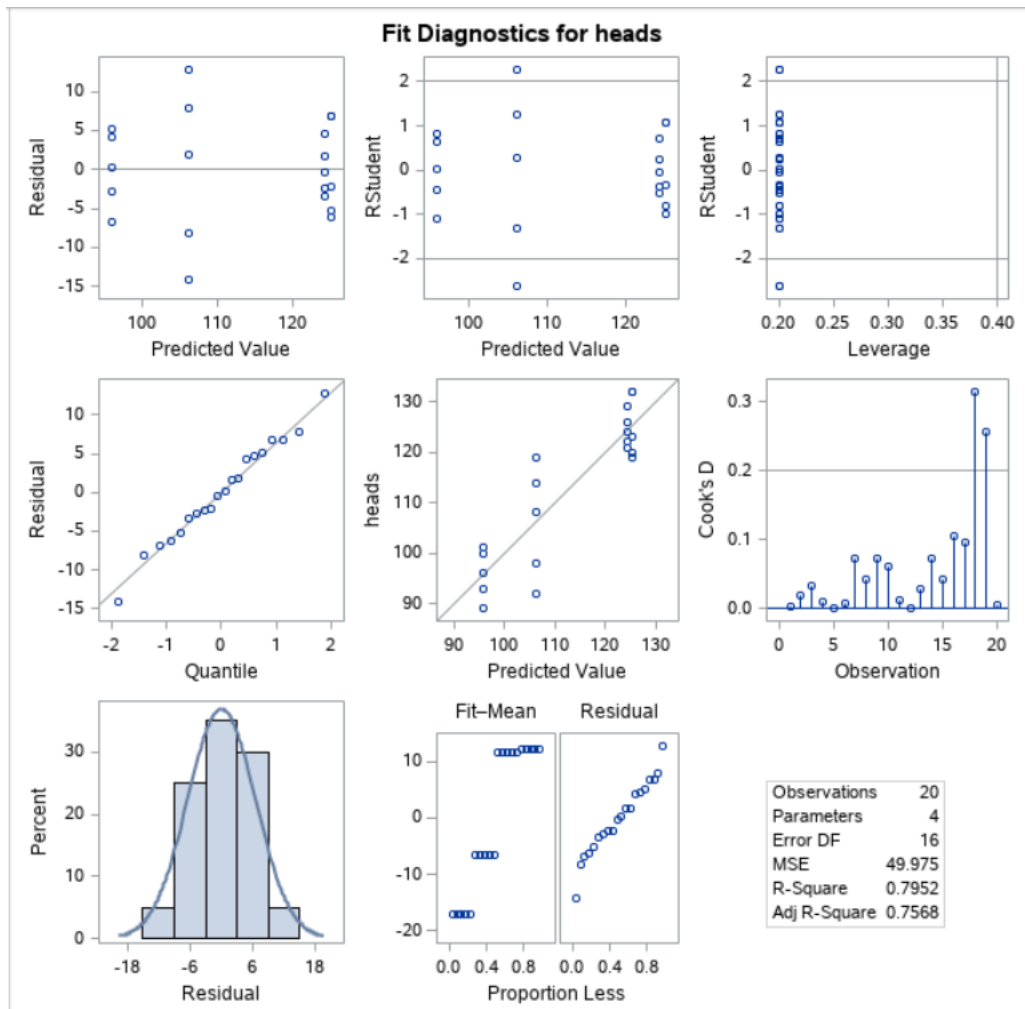 Fit Diagnostics for heads
Residual
10
5
0
-5
-10
-15
100 110 120
Predicted Value
RStudent
2
1
0
-1
-2
100 110 120
Predicted Value
RStudent
2
1
0
-1
-2
0.20 0.25 0.30 0.35 0.40
Leverage
Residual
10
5
0
-5
-10
-15
-2 -1 0 1 2
Quantile
heads
130
120
110
100
90
90 100 110 120 130
Predicted Value
Cook's D
0.3
0.2
0.1
0.0
0 5 10 15 20
Observation
Percent
30
20
10
0
-18 -6 6 18
Residual
Fit–Mean Residual
10
0
-10
-20
0.0 0.4 0.8 0.0 0.4 0.8
Proportion Less
Observations 20
Parameters 4
Error DF 16
MSE 49.975
R-Square 0.7952
Adj R-Square 0.7568